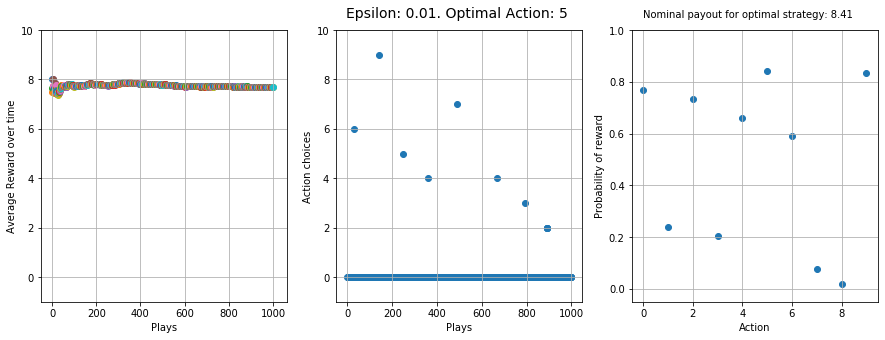 Epsilon: 0.01. Optimal Action: 5
Nominal payout for optimal strategy: 8.41
Average Reward over time
10
8
6
4
2
0
0 200 400 600 800 1000
Plays
Action choices
10
8
6
4
2
0
0 200 400 600 800 1000
Plays
Probability of reward
1.0
0.8
0.6
0.4
0.2
0.0
0 2 4 6 8
Action